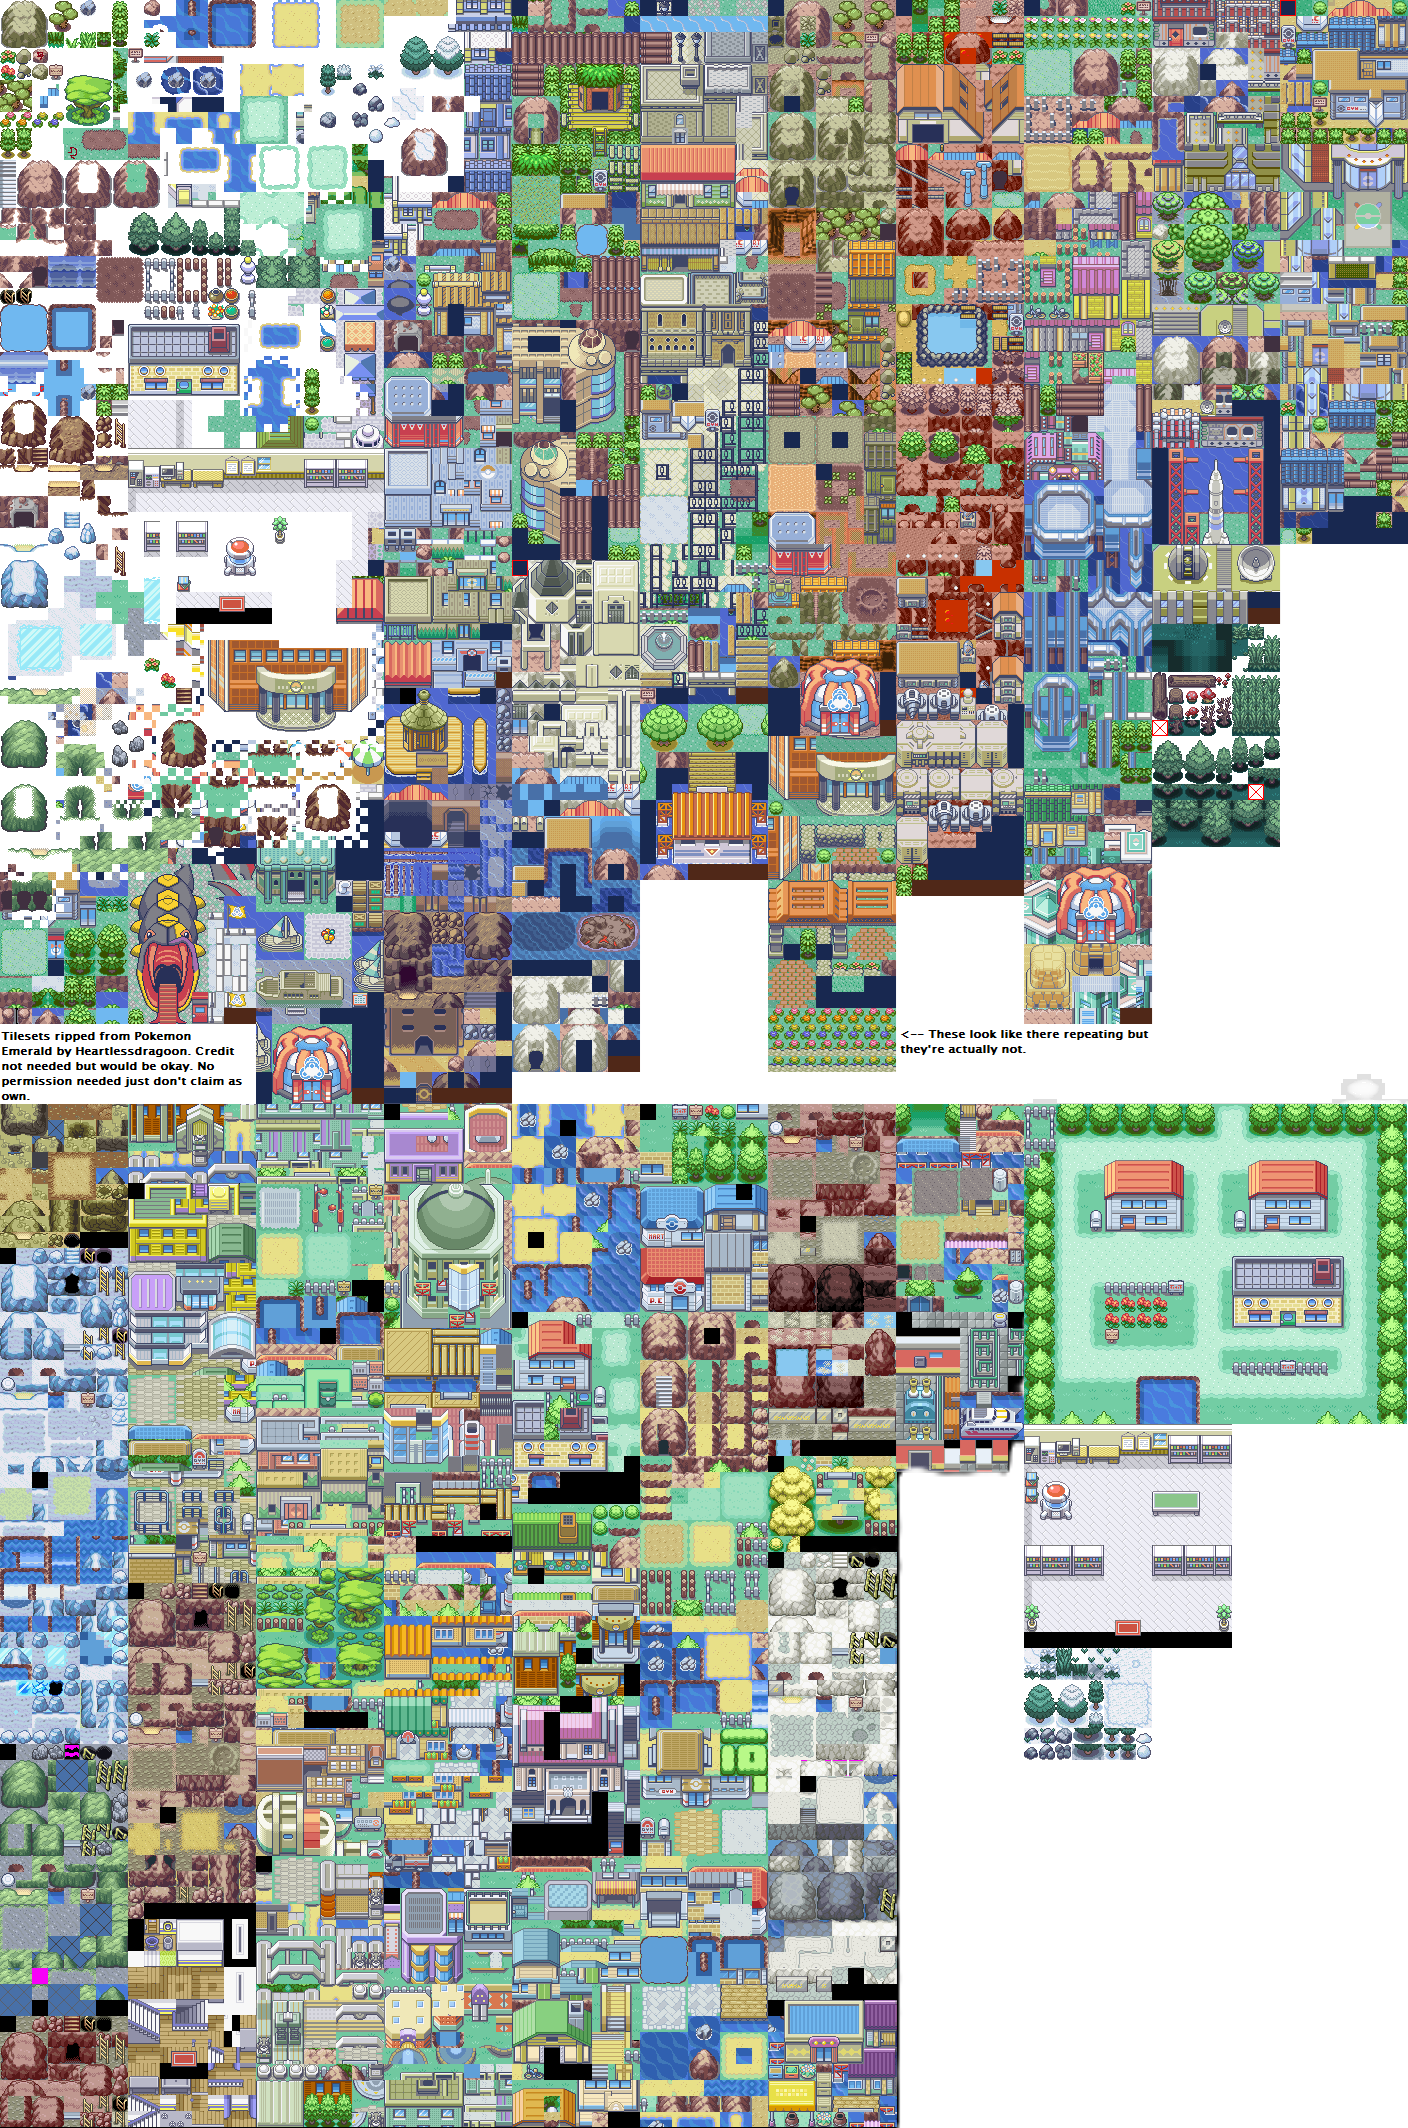 Tilesets ripped from Pokemon
Emerald by Heartlessdragoon. Credit
not needed but would be okay. No
permission needed just don't claim as
own.
<-- These look like there repeating but
they're actually not.
MART
P.C